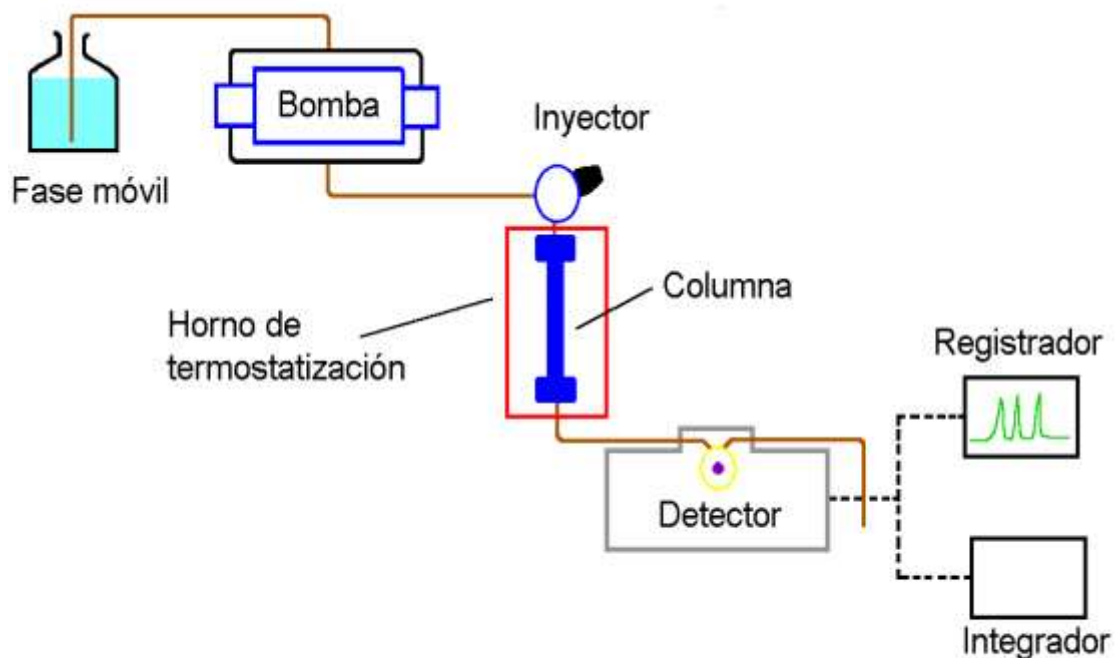 Bomba
Inyector
Fase móvil
Columna
Horno de
termostatización
Registrador
Detector
Integrador